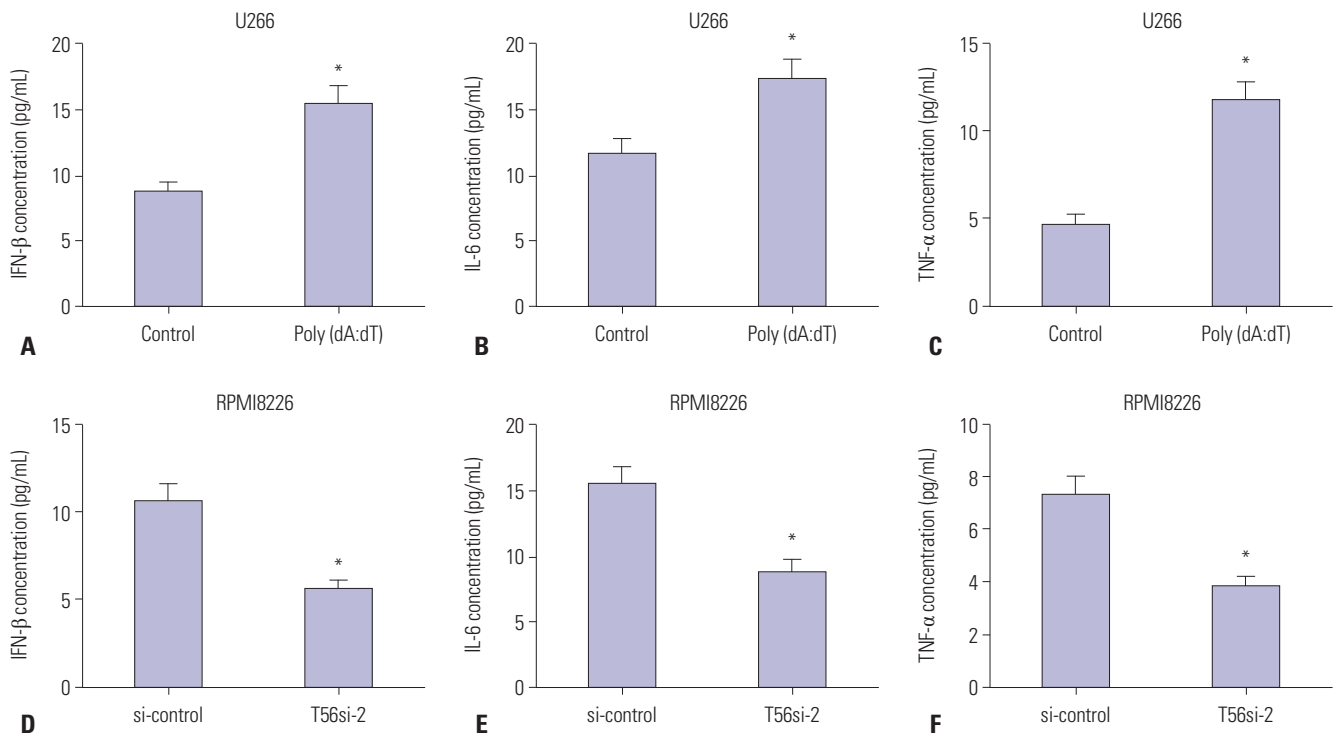 U266
IFN-β concentration (pg/mL)
20
15
10
5
0
*
Control
Poly (dA:dT)
A
U266
IL-6 concentration (pg/mL)
20
15
10
5
0
*
Control
Poly (dA:dT)
B
U266
TNF-α concentration (pg/mL)
15
10
5
0
*
Control
Poly (dA:dT)
C
RPMI8226
IFN-β concentration (pg/mL)
15
10
5
0
*
si-control
T56si-2
D
RPMI8226
IL-6 concentration (pg/mL)
20
15
10
5
0
*
si-control
T56si-2
E
RPMI8226
TNF-α concentration (pg/mL)
10
8
6
4
2
0
*
si-control
T56si-2
F